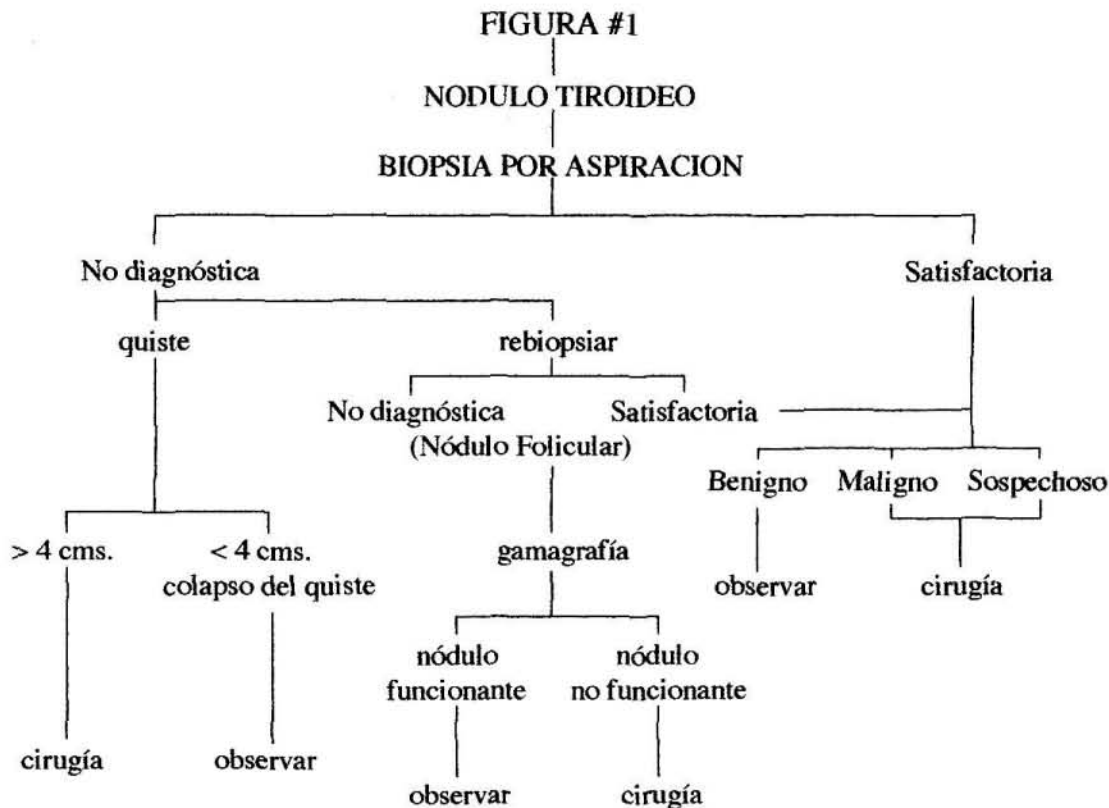 FIGURA #1
NODULO TIROIDEO
BIOPSIA POR ASPIRACION
No diagnóstica
Satisfactoria
quiste
rebiopsiar
No diagnóstica
(Nódulo Folicular)
Satisfactoria
Benigno
Maligno
Sospechoso
> 4 cms.
< 4 cms.
colapso del quiste
gamagrafía
observar
cirugía
nódulo
funcionante
nódulo
no funcionante
cirugía
observar
observar
cirugía